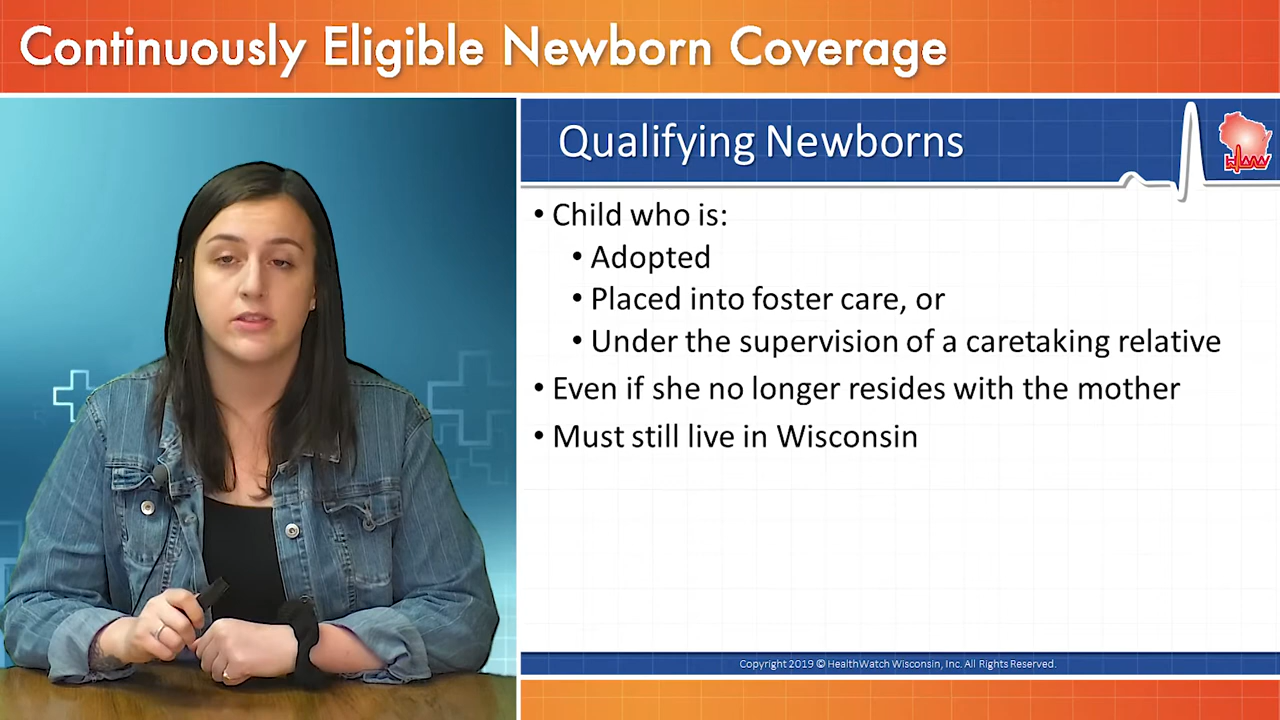 Continuously Eligible Newborn Coverage
Qualifying Newborns
• Child who is:
• Adopted
• Placed into foster care, or
• Under the supervision of a caretaking relative
• Even if she no longer resides with the mother
• Must still live in Wisconsin
Copyright 2019 © HealthWatch Wisconsin, Inc. All Rights Reserved.